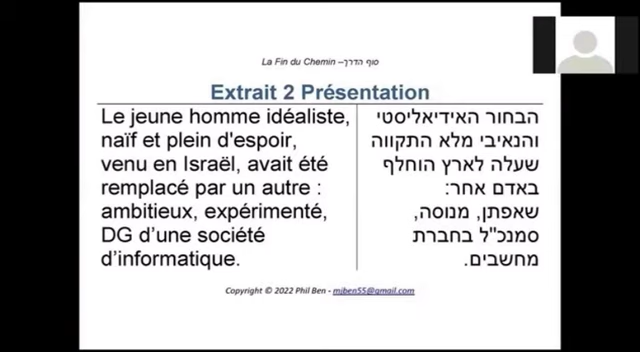 La Fin du Chemin –סוף הדרך
Extrait 2 Présentation
Le jeune homme idéaliste,
naïf et plein d'espoir,
venu en Israël, avait été
remplacé par un autre :
ambitieux, expérimenté,
DG d’une société
d’informatique.
הבחור האידיאליסטי
והנאיבי מלא התקווה
שעלה לארץ הוחלף
באדם אחר:
שאפתן, מנוסה,
סמנכ"ל בחברת
מחשבים.
Copyright © 2022 Phil Ben - mjben55@gmail.com